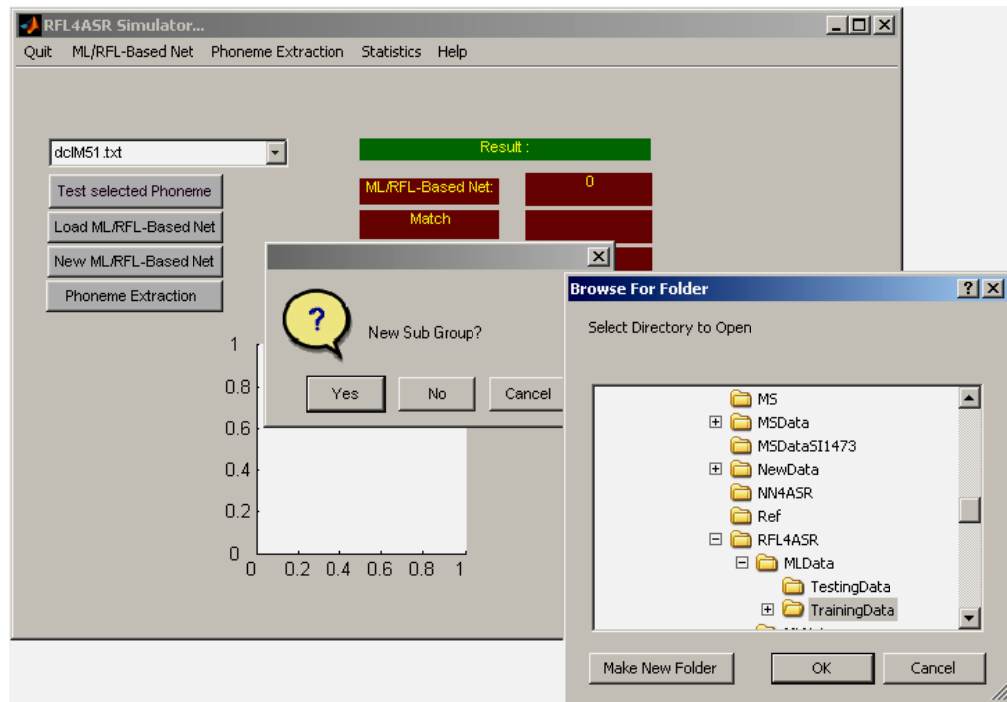 RFL4ASR Simulator...
Quit ML/RFL-Based Net Phoneme Extraction Statistics Help
dclM51.txt
Result :
Test selected Phoneme
ML/RFL-Based Net:
0
Load ML/RFL-Based Net
Match
New ML/RFL-Based Net
Phoneme Extraction
?
New Sub Group?
Yes No Cancel
1
0.8
0.6
0.4
0.2
0
0 0.2 0.4 0.6 0.8 1
Browse For Folder
Select Directory to Open
MS
MSData
MSDataSI1473
NewData
NN4ASR
Ref
RFL4ASR
MLData
TestingData
TrainingData
Make New Folder OK Cancel